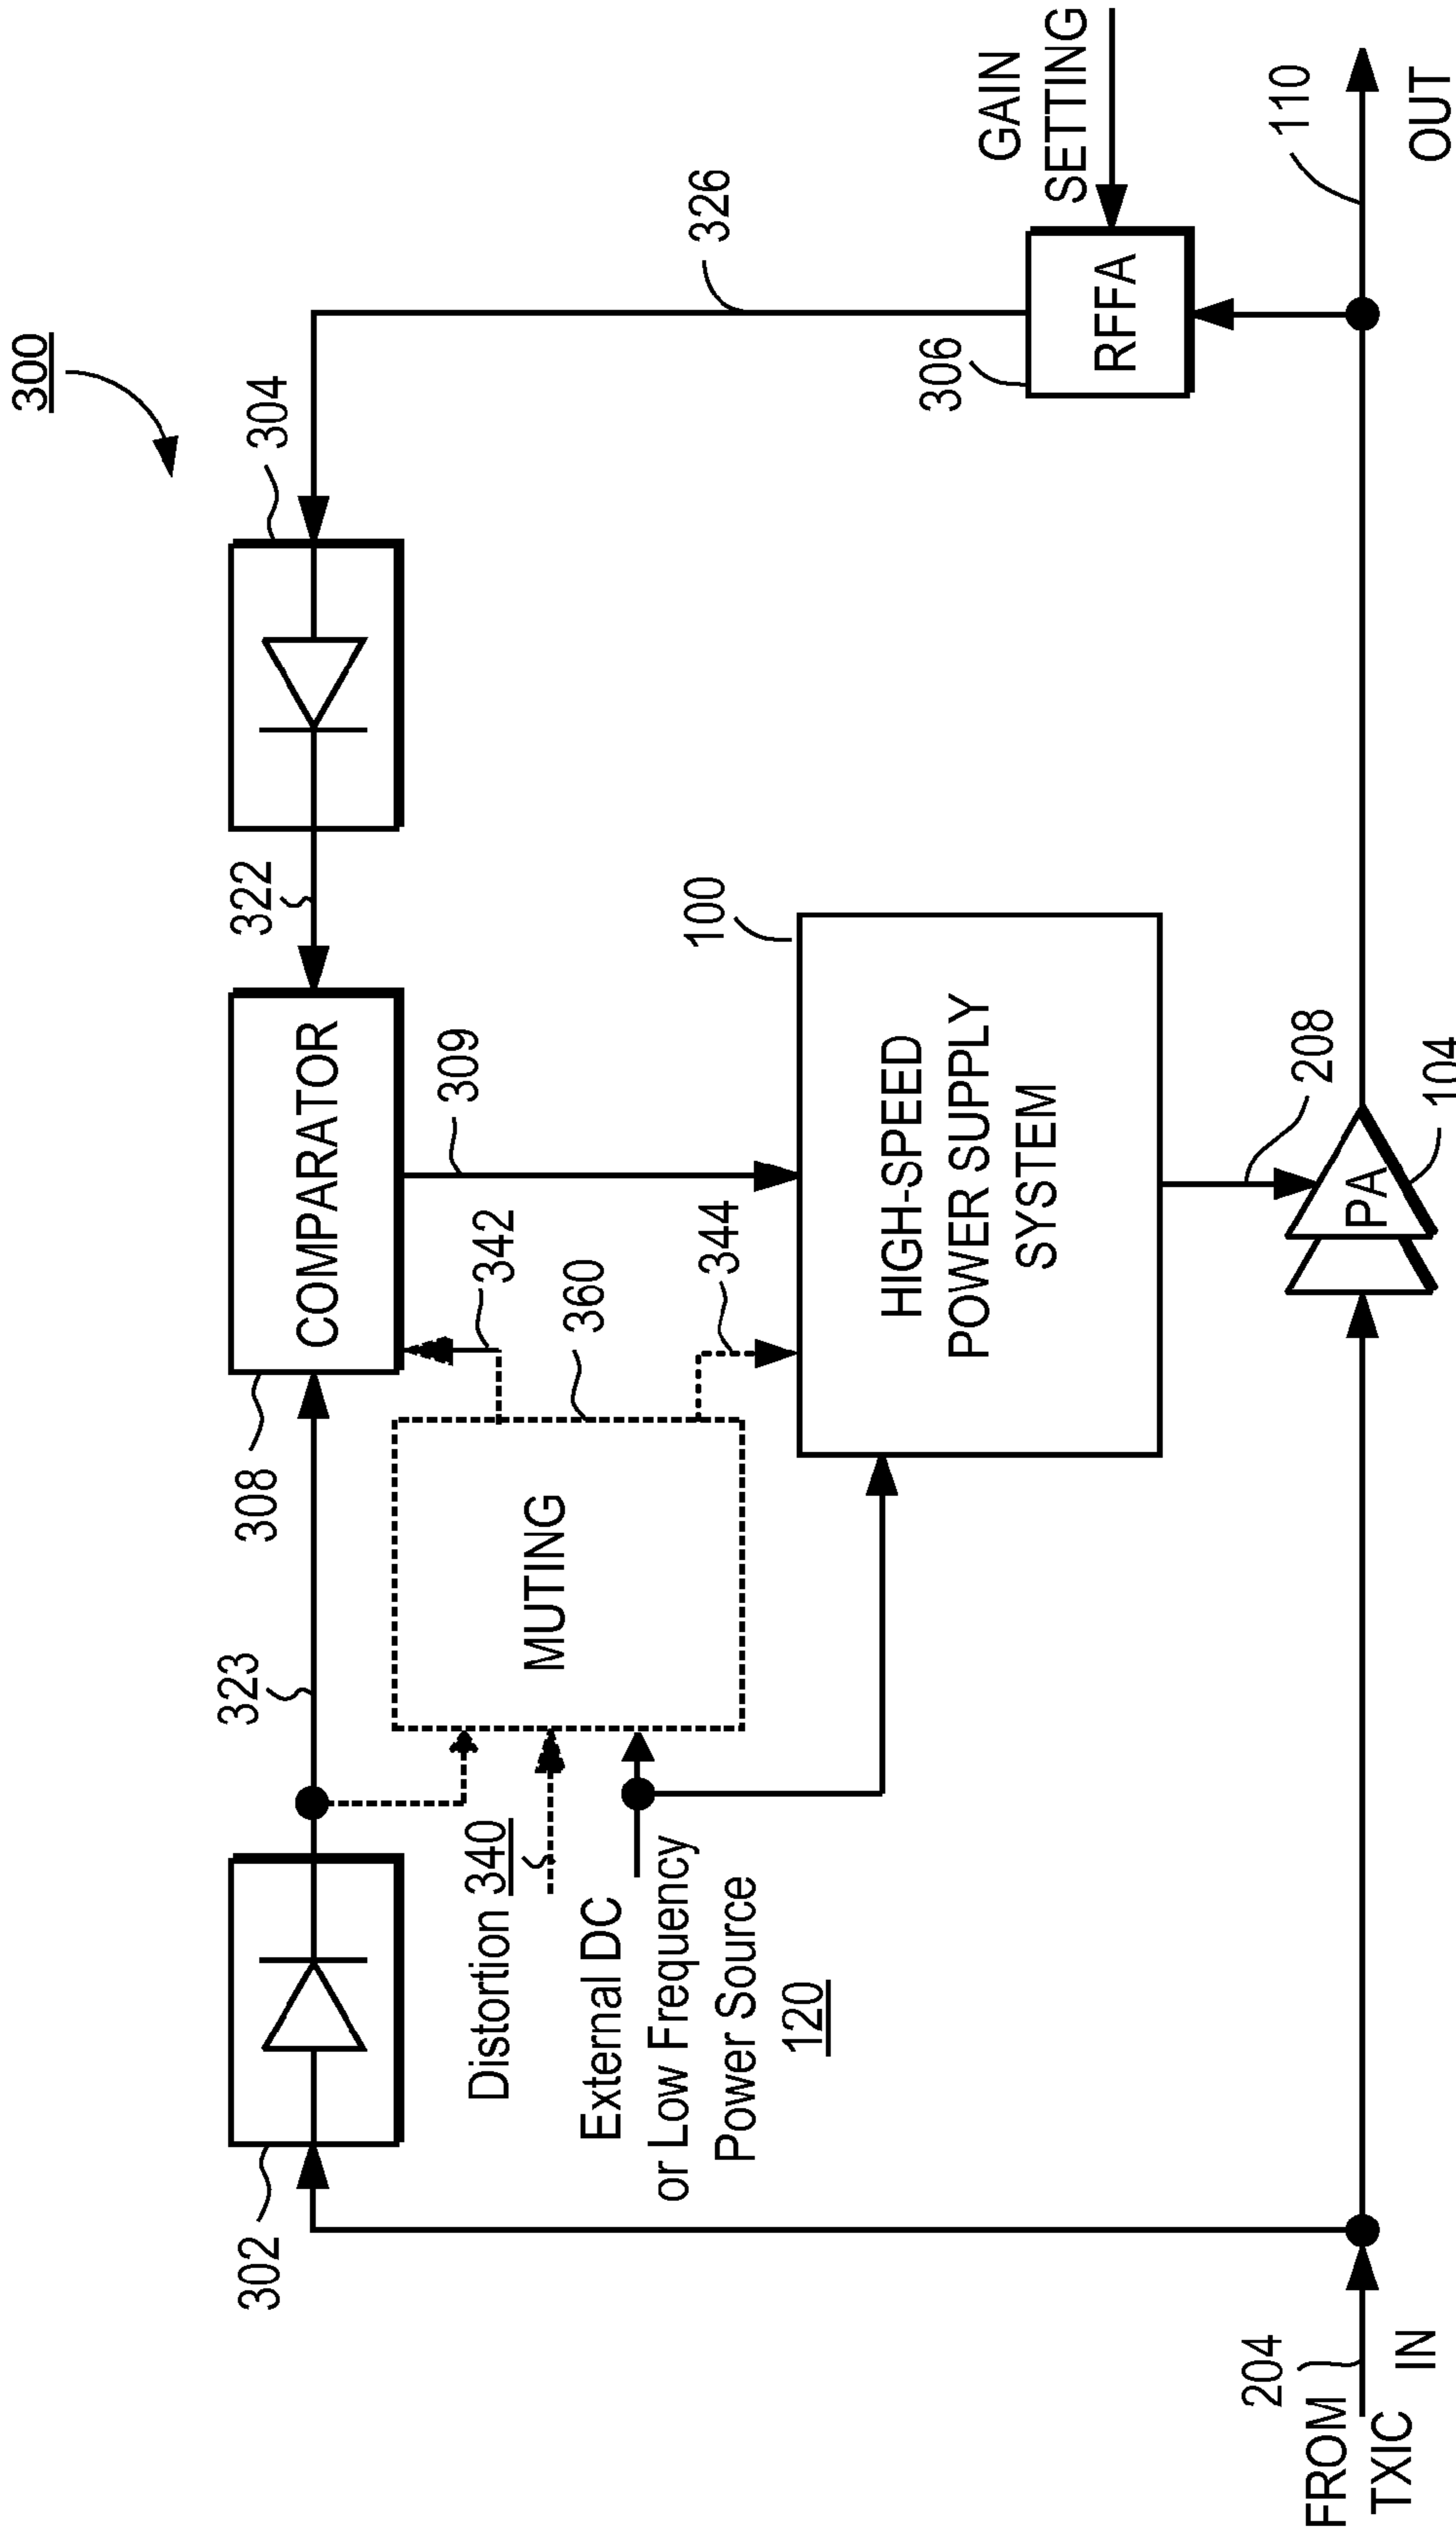 300
302
323
308
COMPARATOR
322
304
326
342
309
MUTING
360
344
Distortion 340
External DC
or Low Frequency
Power Source
120
100
HIGH-SPEED
POWER SUPPLY
SYSTEM
306
RFFA
GAIN
SETTING
208
PA
104
110
OUT
204
FROM
TXIC
IN